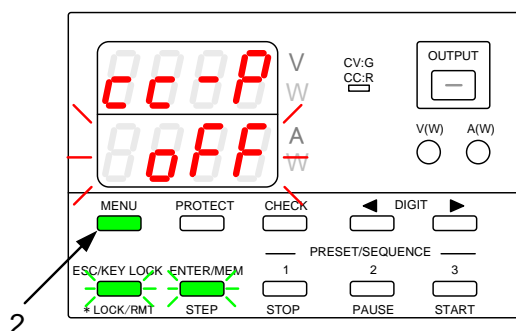 cc-P
V
W
oFF
A
W
CV:G
CC:R
OUTPUT
V(W) A(W)
MENU PROTECT CHECK ◄ DIGIT ►
PRESET/SEQUENCE
ESC/KEY LOCK ENTER/MEM 1 2 3
* LOCK/RMT STEP STOP PAUSE START
2